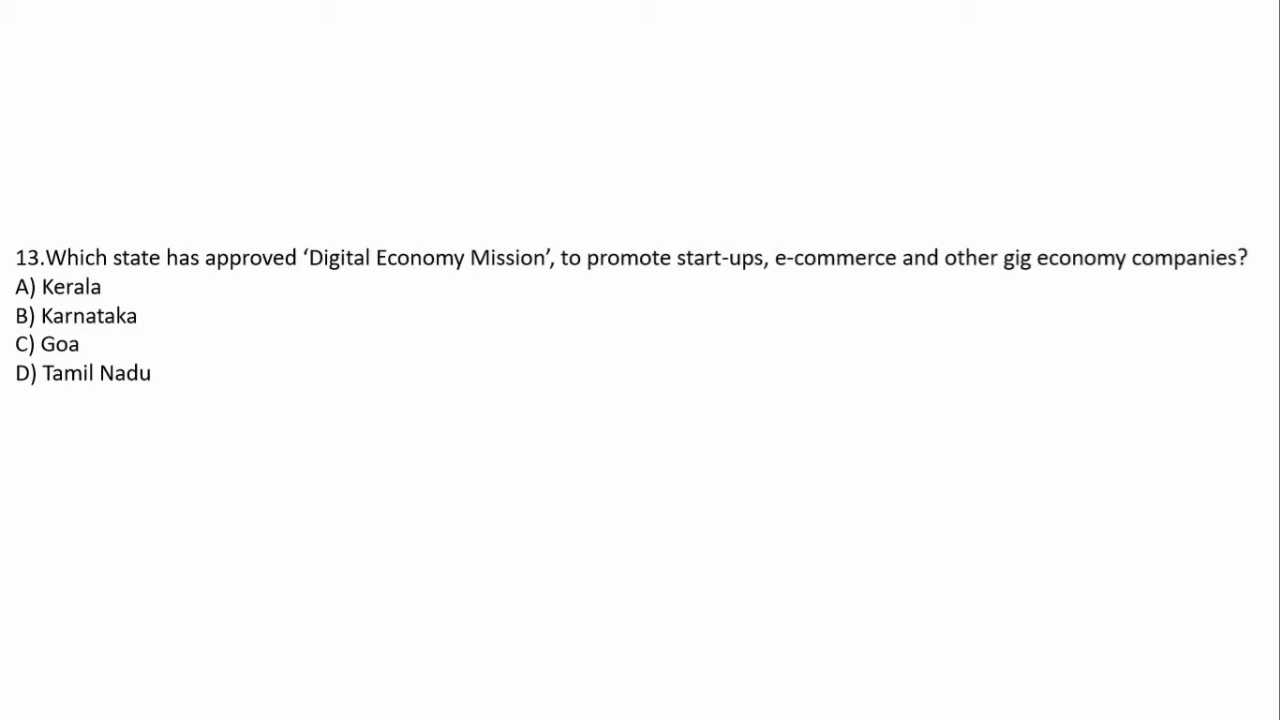 13.Which state has approved ‘Digital Economy Mission’, to promote start-ups, e-commerce and other gig economy companies?
A) Kerala
B) Karnataka
C) Goa
D) Tamil Nadu